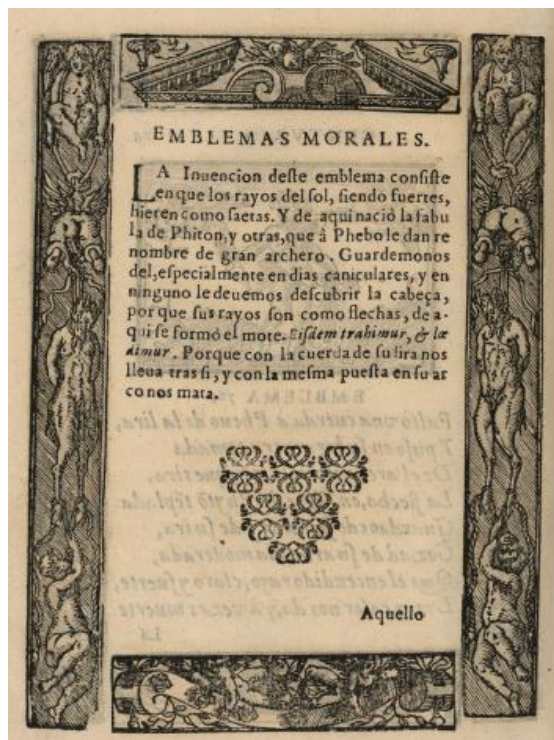 EMBLEMAS MORALES.
LA Inuencion deste emblema consiste
en que los rayos del sol, siendo fuertes,
hieren como saetas. Y de aqui nació la fabu
la de Phiton, y otras, que â Phebo le dan re
nombre de gran archero. Guardemonos
del, especialmente en dias caniculares, y en
ninguno le deuemos descubrir la cabeça,
por que sus rayos son como flechas, de a-
qui se formó el mote. Eisdem trahimur, & læ
dimur. Porque con la cuerda de su lira nos
lleua tras si, y con la mesma puesta en su ar
co nos mata.
Aquello